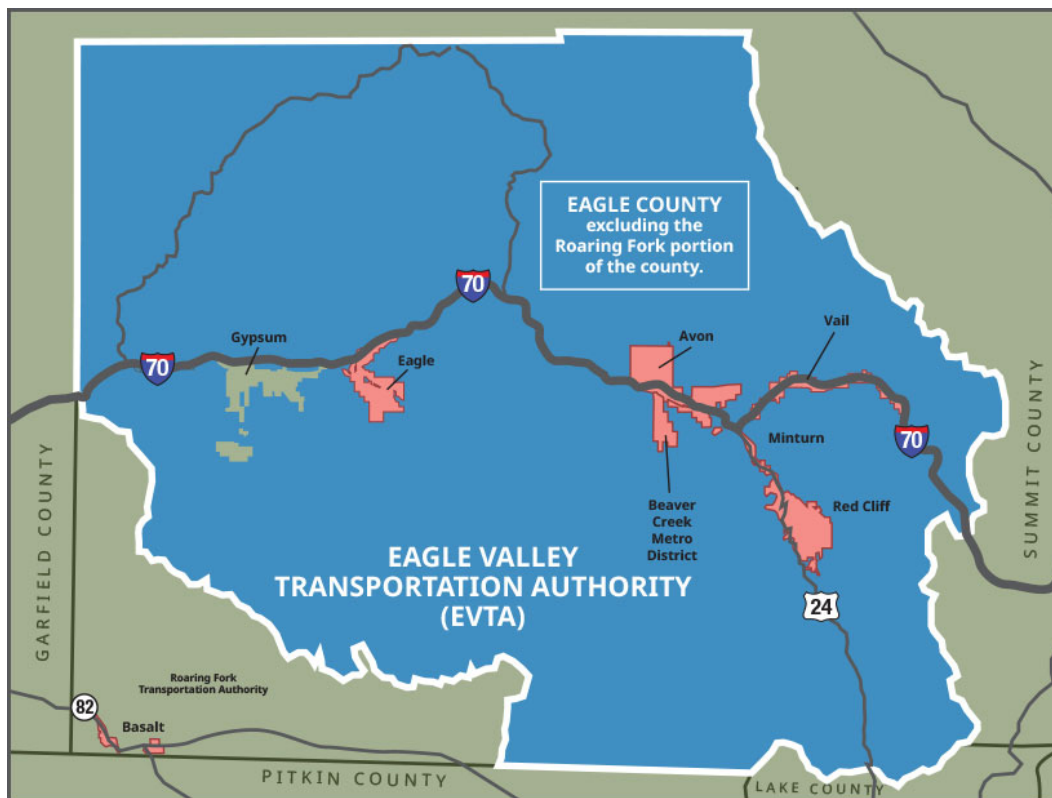 EAGLE COUNTY
excluding the
Roaring Fork portion
of the county.
70
Gypsum
70
Eagle
Avon
Vail
70
Minturn
Beaver
Creek
Metro
District
Red Cliff
EAGLE VALLEY
TRANSPORTATION AUTHORITY
(EVTA)
24
GARFIELD COUNTY
SUMMIT COUNTY
Roaring Fork
Transportation Authority
82
Basalt
PITKIN COUNTY
LAKE COUNTY